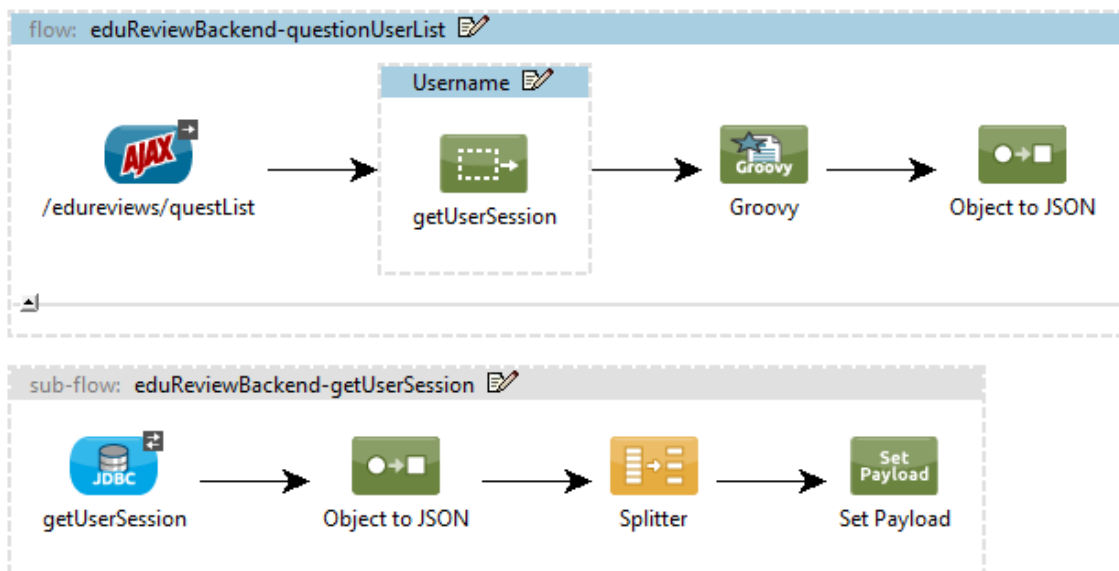 flow: eduReviewBackend-questionUserList
Username
AJAX
Groovy
/edureviews/questList
getUserSession
Groovy
Object to JSON
sub-flow: eduReviewBackend-getUserSession
JDBC
Set
Payload
getUserSession
Object to JSON
Splitter
Set Payload